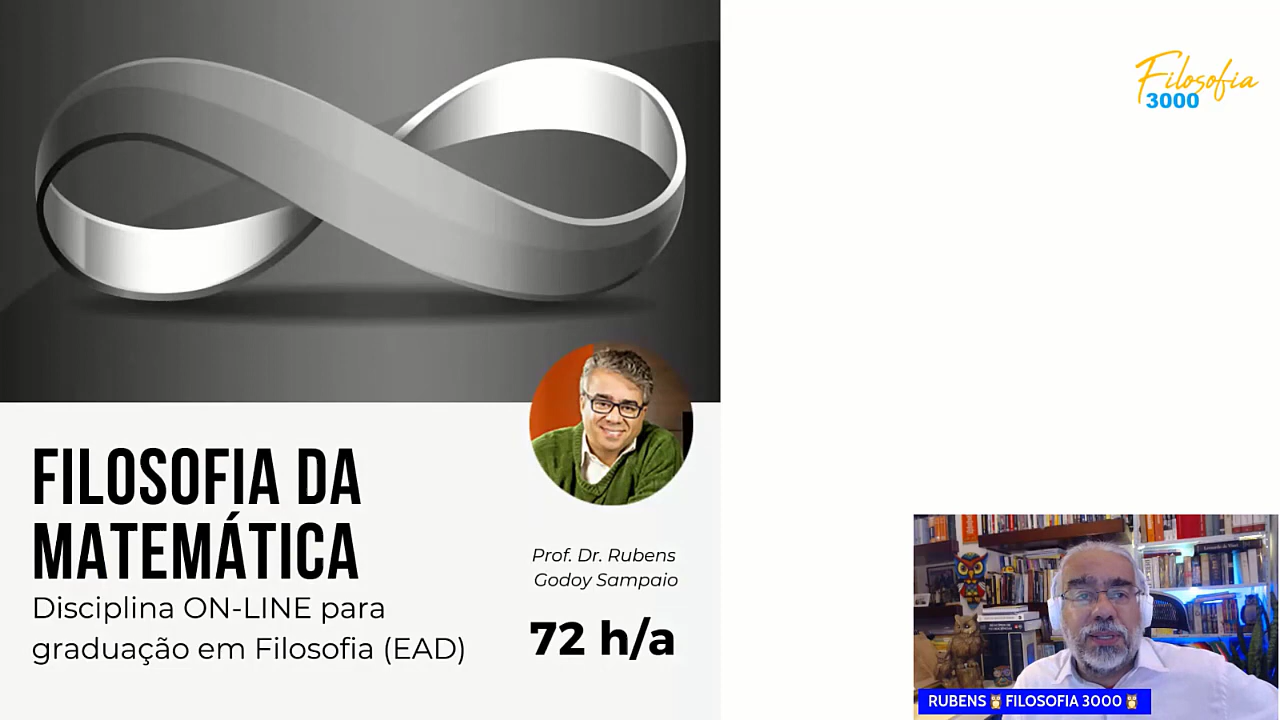 FILOSOFIA DA
MATEMÁTICA
Disciplina ON-LINE para
graduação em Filosofia (EAD)
Prof. Dr. Rubens
Godoy Sampaio
72 h/a
Filosofia
3000
RUBENS🦉FILOSOFIA 3000🦉